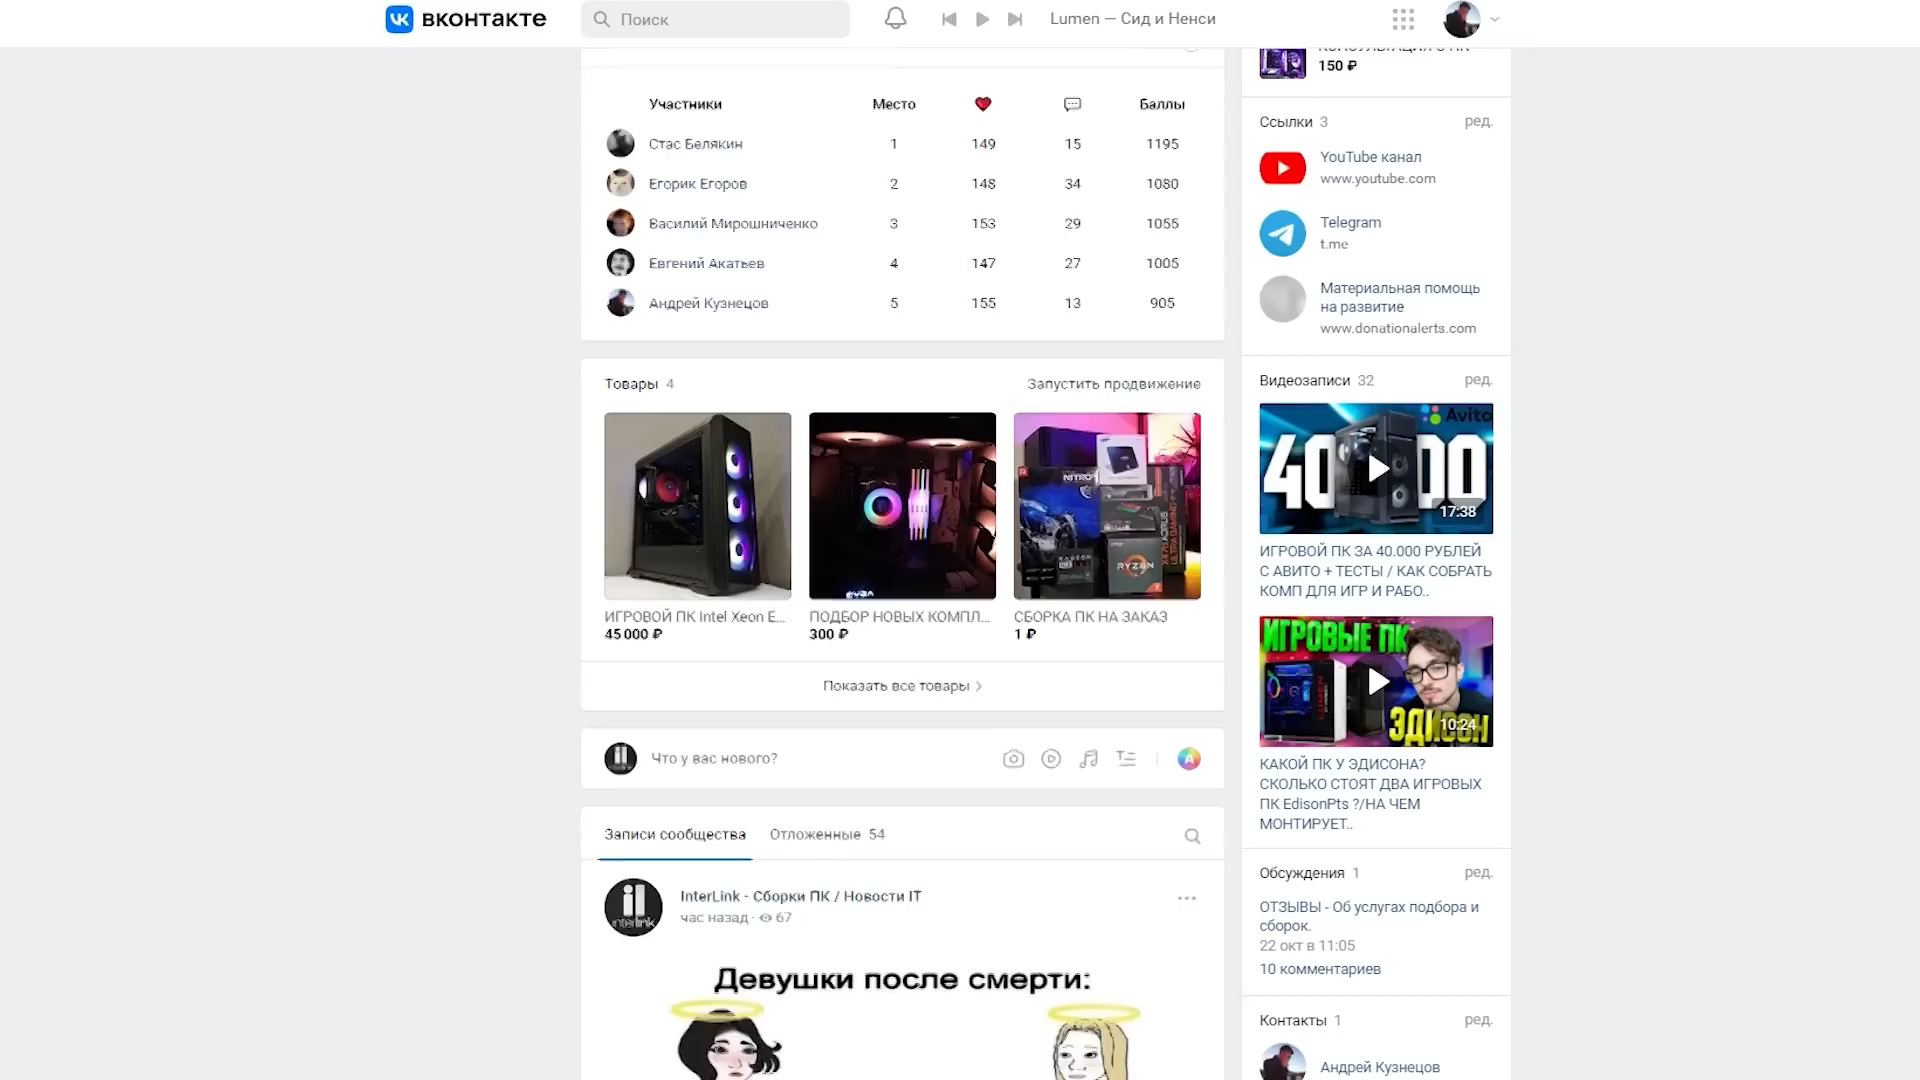 вконтакте
Поиск
Lumen — Сид и Ненси
Участники Место Баллы
Стас Белякин 1 149 15 1195
Егорик Егоров 2 148 34 1080
Василий Мирошниченко 3 153 29 1055
Евгений Акатьев 4 147 27 1005
Андрей Кузнецов 5 155 13 905
Товары 4
Запустить продвижение
NITRO+
RYZEN
EVGA
ИГРОВОЙ ПК Intel Xeon E...
45 000 ₽
ПОДБОР НОВЫХ КОМПЛ...
300 ₽
СБОРКА ПК НА ЗАКАЗ
1 ₽
Показать все товары
Что у вас нового?
Записи сообщества
Отложенные 54
interlink
InterLink - Сборки ПК / Новости IT
час назад · 67
Девушки после смерти:
150 ₽
Ссылки 3
ред.
YouTube канал
www.youtube.com
Telegram
t.me
Материальная помощь
на развитие
www.donationalerts.com
Видеозаписи 32
ред.
Avito
17:38
ИГРОВОЙ ПК ЗА 40.000 РУБЛЕЙ
С АВИТО + ТЕСТЫ / КАК СОБРАТЬ
КОМП ДЛЯ ИГР И РАБО..
ИГРОВЫЕ ПК
ЭДИСОН
10:24
КАКОЙ ПК У ЭДИСОНА?
СКОЛЬКО СТОЯТ ДВА ИГРОВЫХ
ПК EdisonPts ?/НА ЧЕМ
МОНТИРУЕТ..
Обсуждения 1
ред.
ОТЗЫВЫ - Об услугах подбора и
сборок.
22 окт в 11:05
10 комментариев
Контакты 1
ред.
Андрей Кузнецов